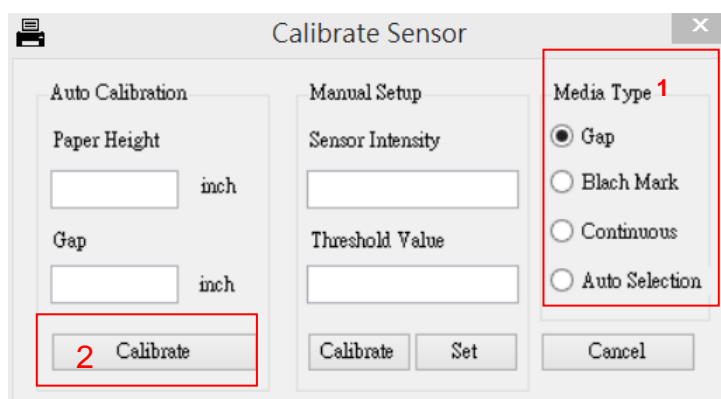 Calibrate Sensor
Auto Calibration
Paper Height
inch
Gap
inch
2 Calibrate
Manual Setup
Sensor Intensity
Threshold Value
Calibrate
Set
Media Type 1
Gap
Blach Mark
Continuous
Auto Selection
Cancel